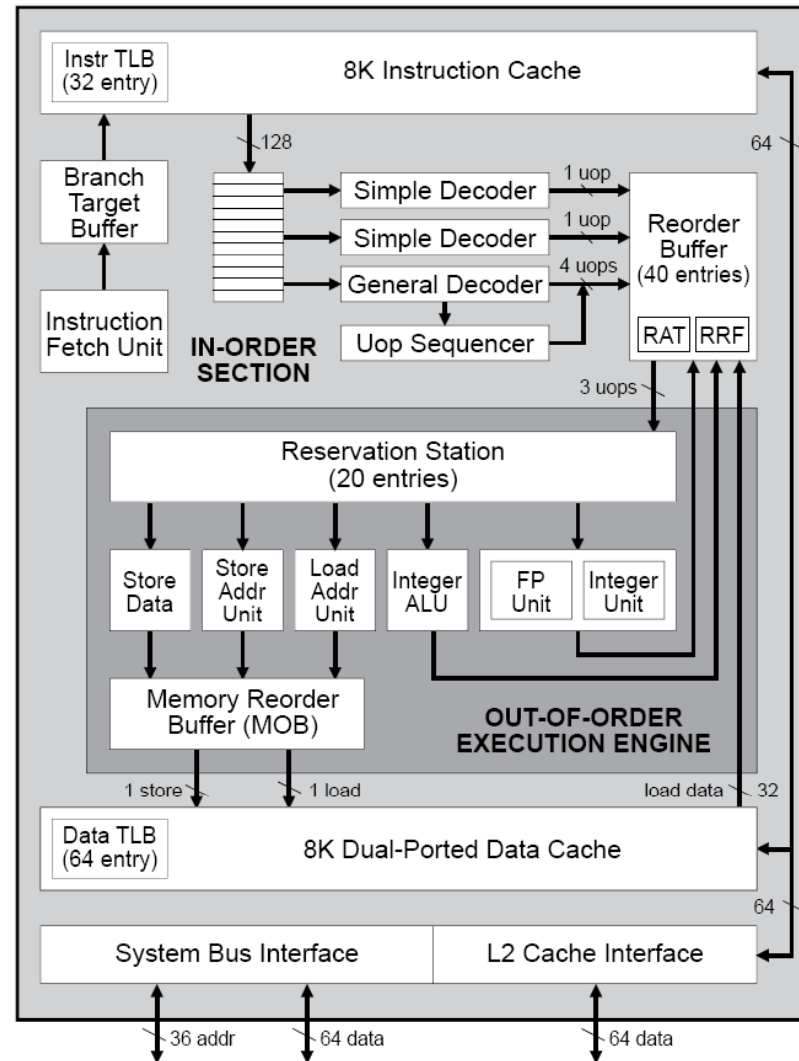 Instr TLB
(32 entry)
8K Instruction Cache
128
64
Branch
Target
Buffer
Simple Decoder
1 uop
Simple Decoder
1 uop
General Decoder
4 uops
Uop Sequencer
Reorder
Buffer
(40 entries)
RAT
RRF
Instruction
Fetch Unit
IN-ORDER
SECTION
3 uops
Reservation Station
(20 entries)
Store
Data
Store
Addr
Unit
Load
Addr
Unit
Integer
ALU
FP
Unit
Integer
Unit
Memory Reorder
Buffer (MOB)
OUT-OF-ORDER
EXECUTION ENGINE
1 store
1 load
load data
32
Data TLB
(64 entry)
8K Dual-Ported Data Cache
64
System Bus Interface
L2 Cache Interface
36 addr
64 data
64 data